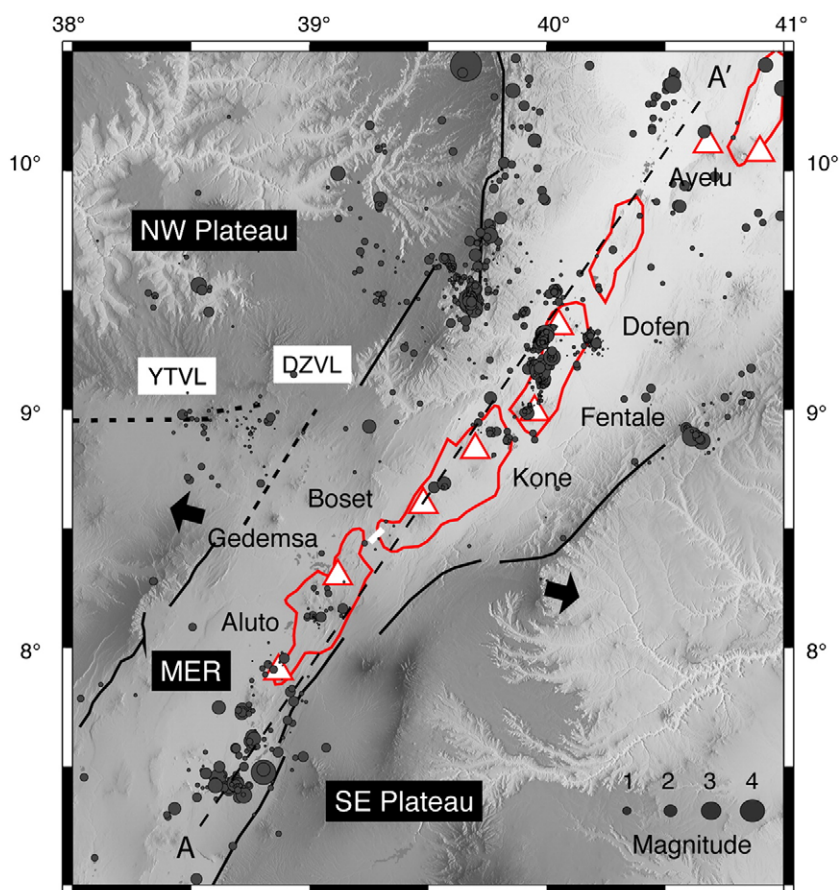 38° 39° 40° 41°
A'
10° 10°
Ayelu
NW Plateau
Dofen
YTVL DZVL
9° 9°
Fentale
Kone
Boset
Gedemsa
8° Aluto 8°
MER
1 2 3 4
SE Plateau
A Magnitude